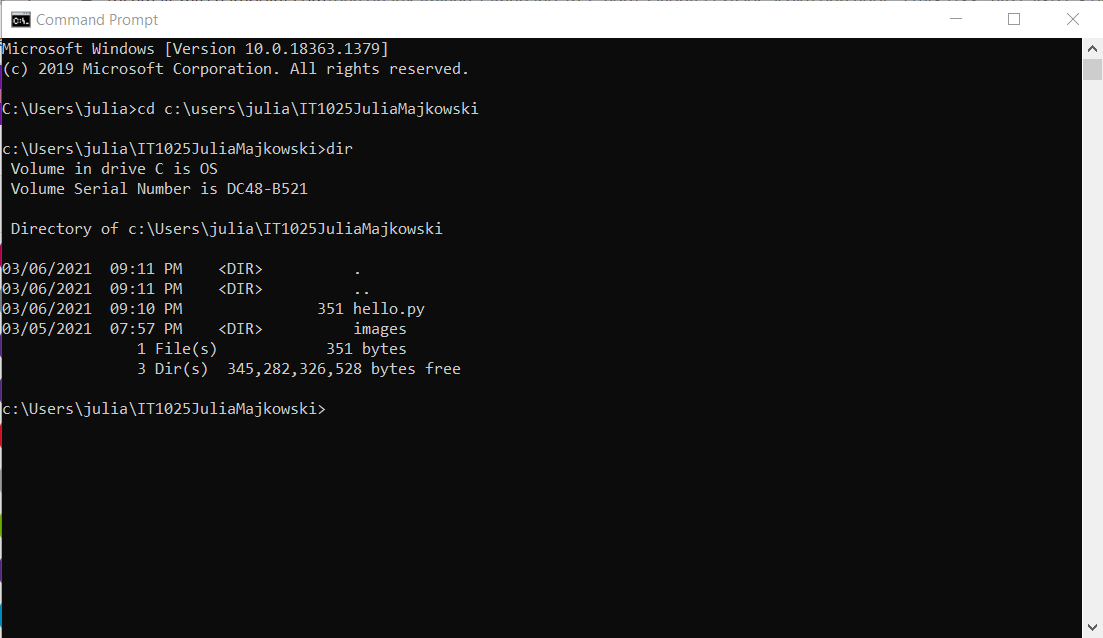 Command Prompt
Microsoft Windows [Version 10.0.18363.1379]
(c) 2019 Microsoft Corporation. All rights reserved.
C:\Users\julia>cd c:\users\julia\IT1025JuliaMajkowski
c:\Users\julia\IT1025JuliaMajkowski>dir
 Volume in drive C is OS
 Volume Serial Number is DC48-B521
 Directory of c:\Users\julia\IT1025JuliaMajkowski
03/06/2021  09:11 PM    <DIR>          .
03/06/2021  09:11 PM    <DIR>          ..
03/06/2021  09:10 PM               351 hello.py
03/05/2021  07:57 PM    <DIR>          images
               1 File(s)            351 bytes
               3 Dir(s)  345,282,326,528 bytes free
c:\Users\julia\IT1025JuliaMajkowski>